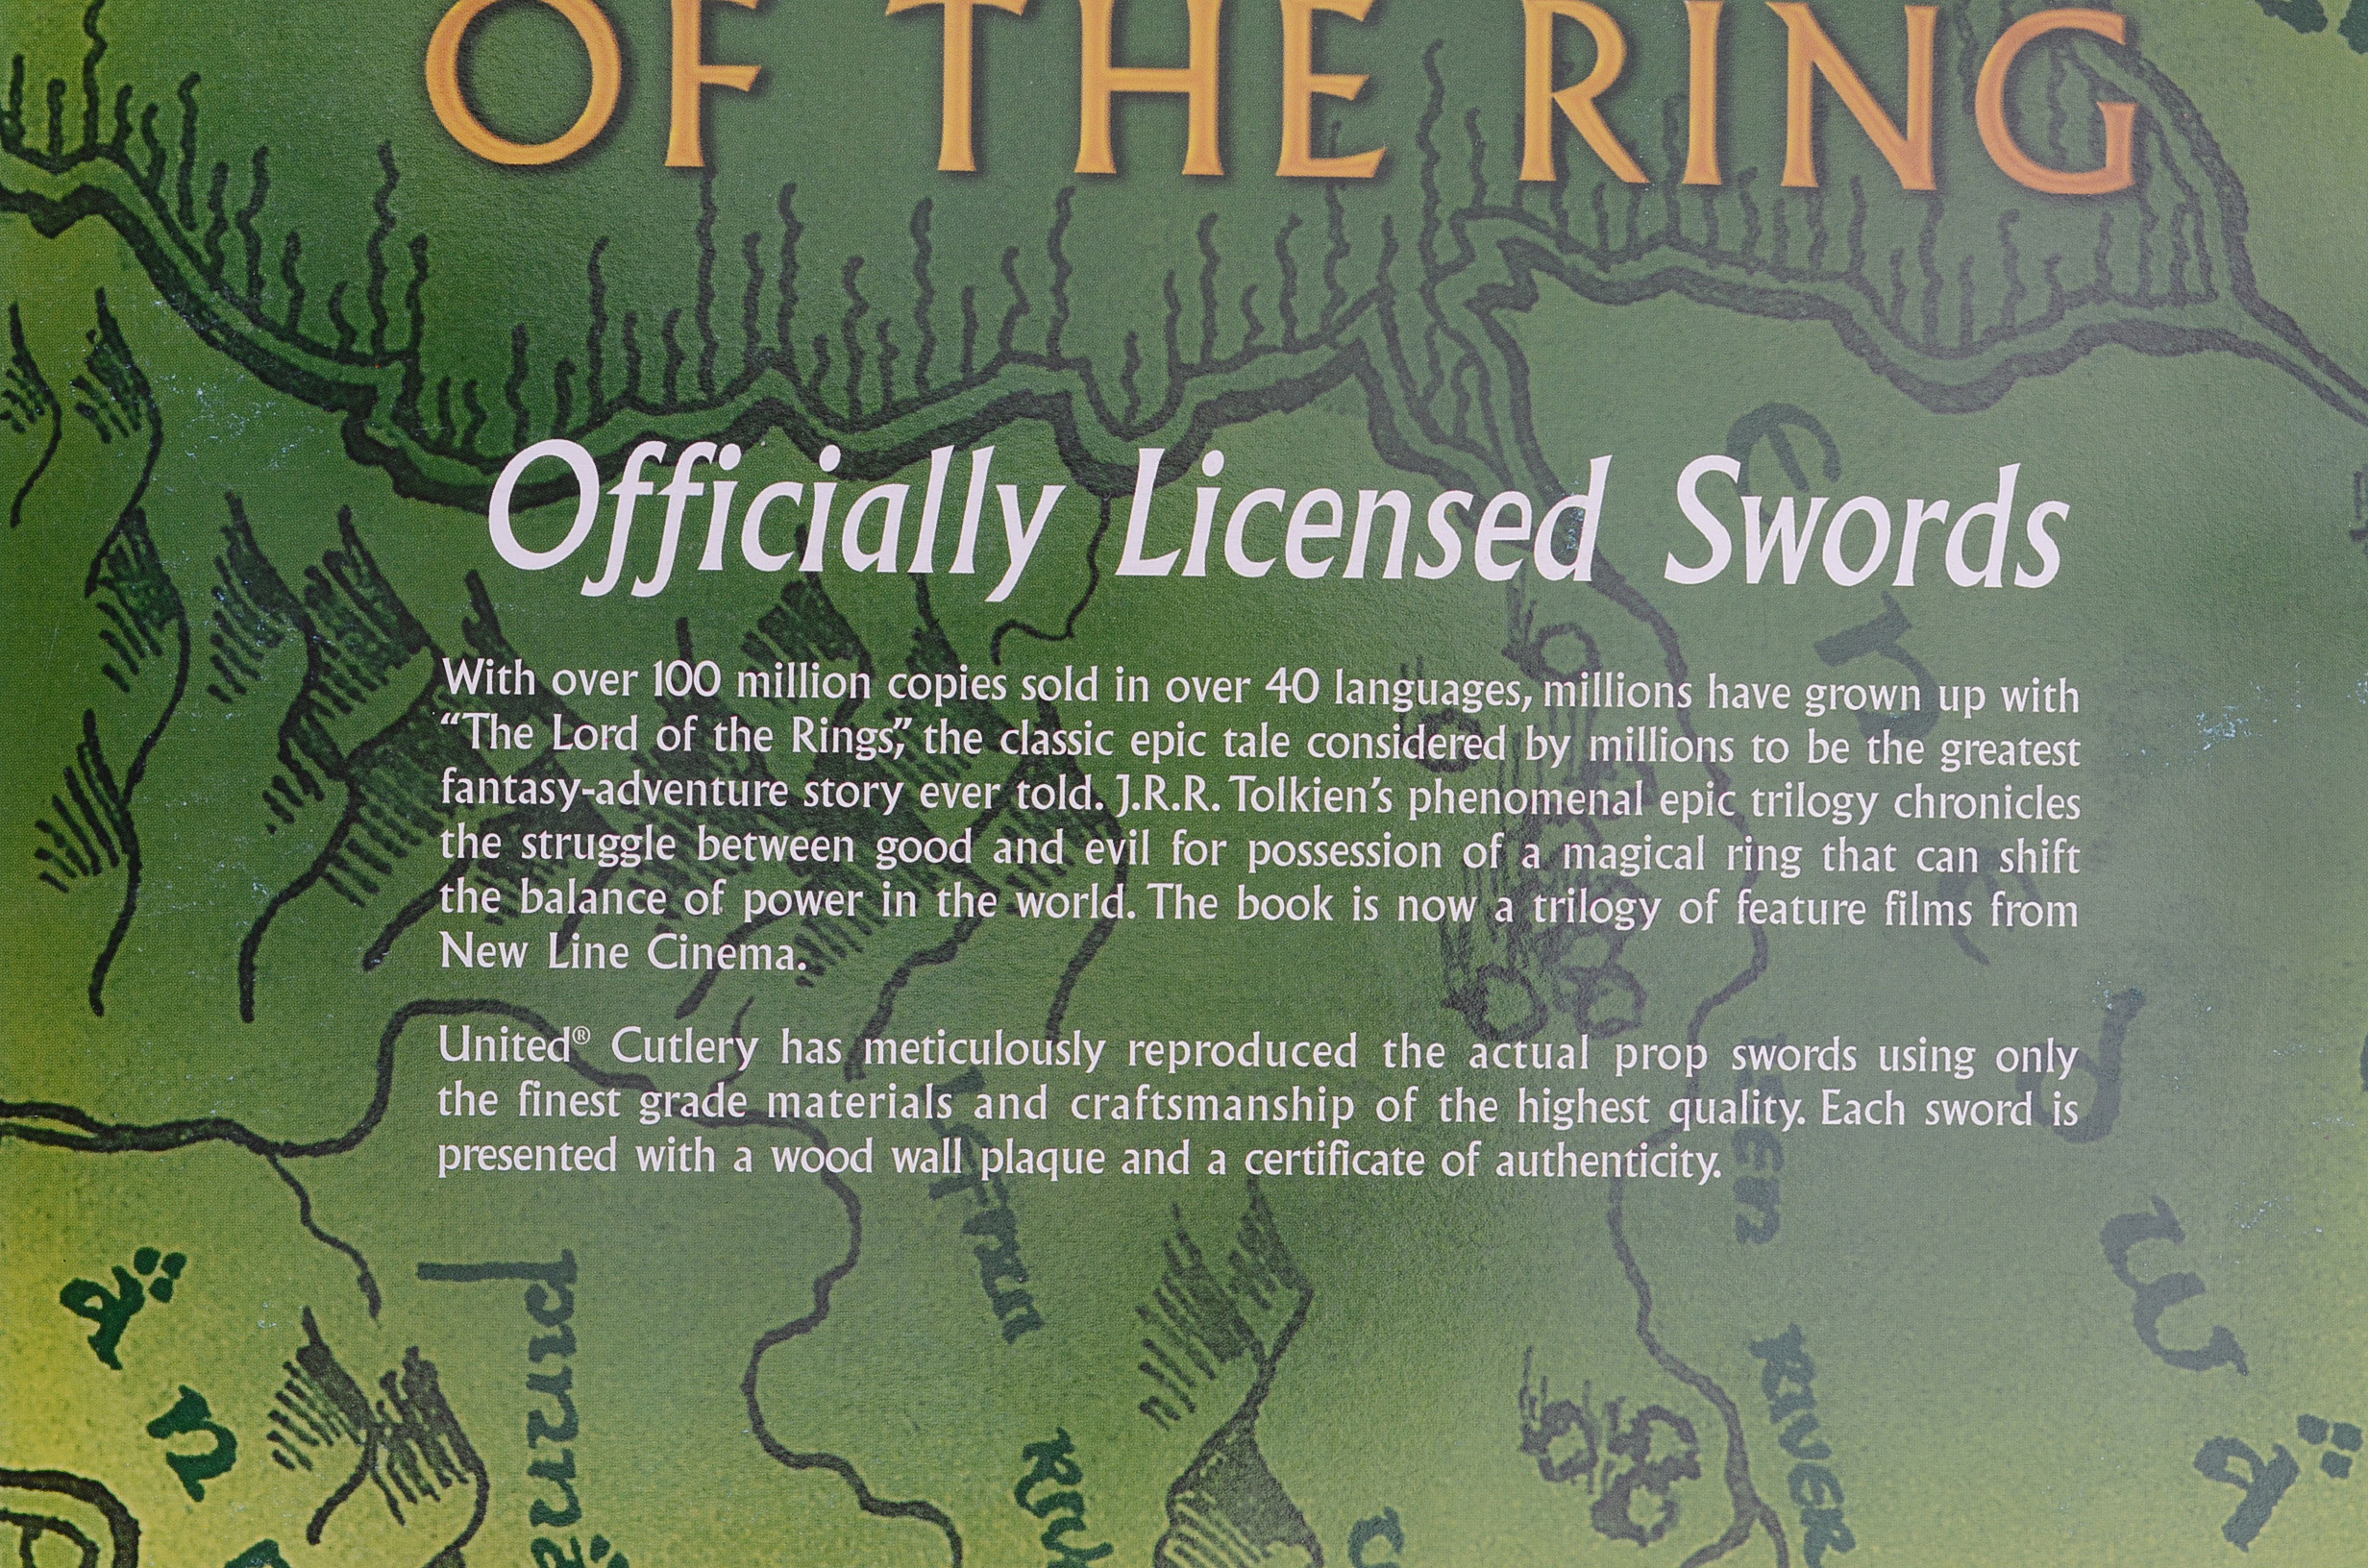 OF THE RING
Officially Licensed Swords
With over 100 million copies sold in over 40 languages, millions have grown up with
“The Lord of the Rings,” the classic epic tale considered by millions to be the greatest
fantasy-adventure story ever told. J.R.R. Tolkien’s phenomenal epic trilogy chronicles
the struggle between good and evil for possession of a magical ring that can shift
the balance of power in the world. The book is now a trilogy of feature films from
New Line Cinema.
United® Cutlery has meticulously reproduced the actual prop swords using only
the finest grade materials and craftsmanship of the highest quality. Each sword is
presented with a wood wall plaque and a certificate of authenticity.
RIVER